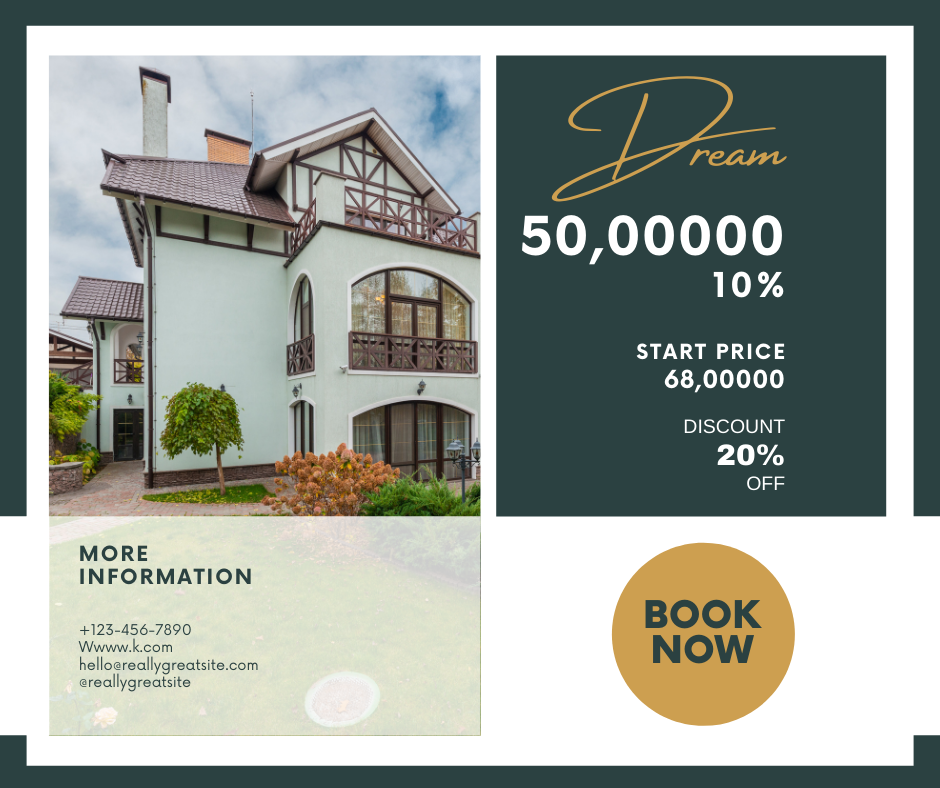 Dream
50,00000
10%
START PRICE
68,00000
DISCOUNT
20%
OFF
MORE
INFORMATION
+123-456-7890
Wwww.k.com
hello@reallygreatsite.com
@reallygreatsite
BOOK
NOW